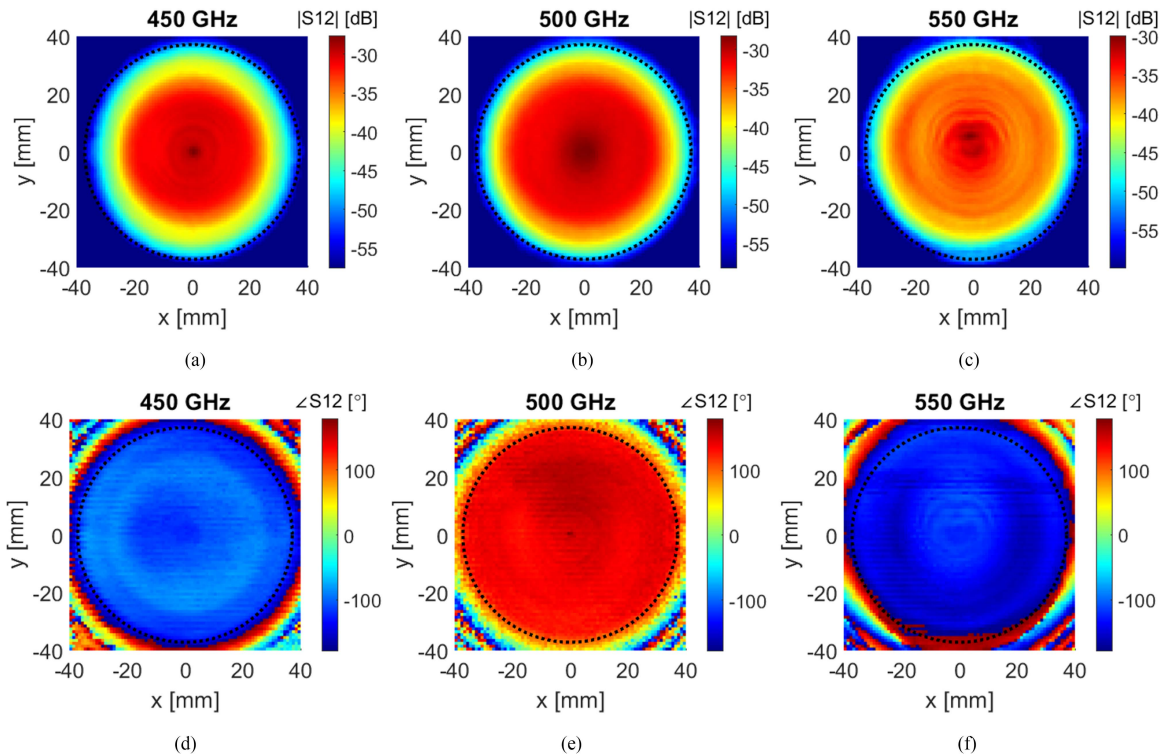 450 GHz |S12| [dB] 500 GHz |S12| [dB] 550 GHz |S12| [dB]
40 40 40 -30
-30 -30
20 -35 20 -35 20 -35
y [mm] 0 -40 y [mm] 0 -40 y [mm] 0 -40
-45 -45 -45
-20 -50 -20 -50 -20 -50
-55 -55 -55
-40 -40 -40
-40 -20 0 20 40 -40 -20 0 20 40 -40 -20 0 20 40
x [mm] x [mm] x [mm]
(a) (b) (c)
450 GHz ∠S12 [°] 500 GHz ∠S12 [°] 550 GHz ∠S12 [°]
40 40 40
20 100 20 100 20 100
y [mm] 0 y [mm] 0 y [mm] 0
-20 -100 -20 -100 -20 -100
-40 -40 -40
-40 -20 0 20 40 -40 -20 0 20 40 -40 -20 0 20 40
x [mm] x [mm] x [mm]
(d) (e) (f)